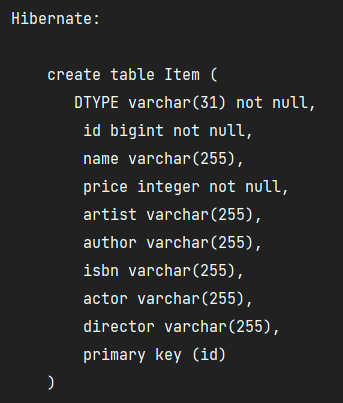 Hibernate:
create table Item (
DTYPE varchar(31) not null,
id bigint not null,
name varchar(255),
price integer not null,
artist varchar(255),
author varchar(255),
isbn varchar(255),
actor varchar(255),
director varchar(255),
primary key (id)
)